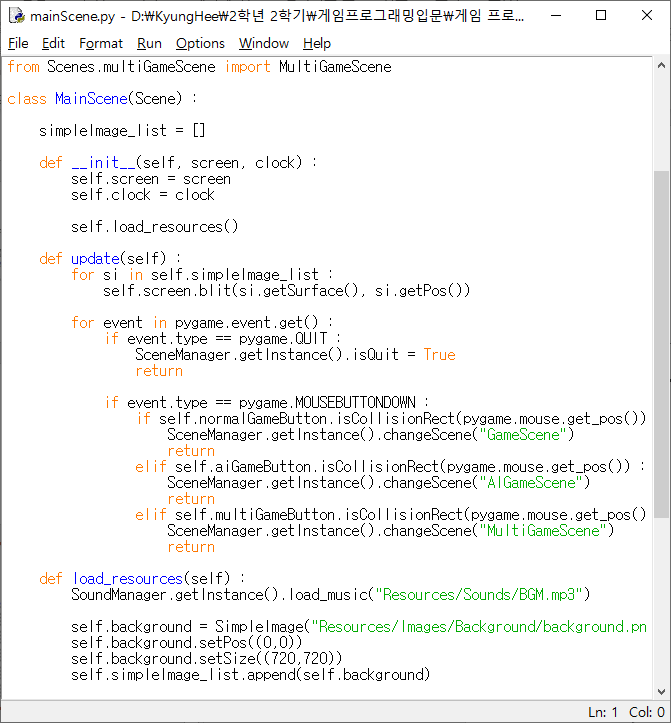 mainScene.py - D:₩KyungHee₩2학년 2학기₩게임프로그래밍입문₩게임 프로...
File Edit Format Run Options Window Help
from Scenes.multiGameScene import MultiGameScene
class MainScene(Scene) :
simpleImage_list = []
def __init__(self, screen, clock) :
self.screen = screen
self.clock = clock
self.load_resources()
def update(self) :
for si in self.simpleImage_list :
self.screen.blit(si.getSurface(), si.getPos())
for event in pygame.event.get() :
if event.type == pygame.QUIT :
SceneManager.getInstance().isQuit = True
return
if event.type == pygame.MOUSEBUTTONDOWN :
if self.normalGameButton.isCollisionRect(pygame.mouse.get_pos())
SceneManager.getInstance().changeScene("GameScene")
return
elif self.aiGameButton.isCollisionRect(pygame.mouse.get_pos()) :
SceneManager.getInstance().changeScene("AIGameScene")
return
elif self.multiGameButton.isCollisionRect(pygame.mouse.get_pos()
SceneManager.getInstance().changeScene("MultiGameScene")
return
def load_resources(self) :
SoundManager.getInstance().load_music("Resources/Sounds/BGM.mp3")
self.background = SimpleImage("Resources/Images/Background/background.pn
self.background.setPos((0,0))
self.background.setSize((720,720))
self.simpleImage_list.append(self.background)
Ln: 1 Col: 0